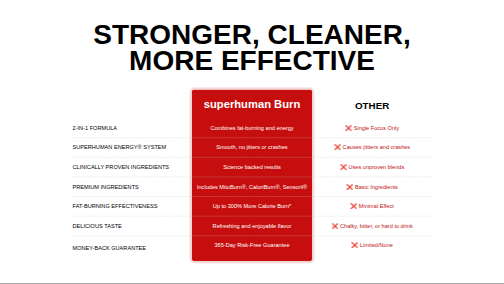 STRONGER, CLEANER,
MORE EFFECTIVE
superhuman Burn OTHER
2-IN-1 FORMULA Combines fat-burning and energy ❌ Single Focus Only
SUPERHUMAN ENERGY® SYSTEM Smooth, no jitters or crashes ❌ Causes jitters and crashes
CLINICALLY PROVEN INGREDIENTS Science backed results ❌ Uses unproven blends
PREMIUM INGREDIENTS Includes MitoBurn®, CaloriBurn®, Sensoril® ❌ Basic Ingredients
FAT-BURNING EFFECTIVENESS Up to 300% More Calorie Burn* ❌ Minimal Effect
DELICIOUS TASTE Refreshing and enjoyable flavor ❌ Chalky, bitter, or hard to drink
MONEY-BACK GUARANTEE 365-Day Risk-Free Guarantee ❌ Limited/None